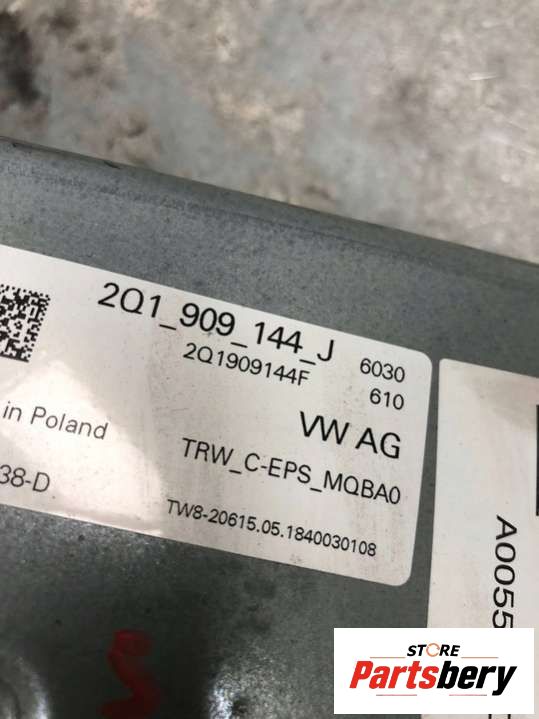 2Q1_909_144_J
6030
2Q1909144F
610
in Poland
VW AG
TRW_C-EPS_MQBA0
38-D
TW8-20615.05.1840030108
A0055
STORE
Partsbery